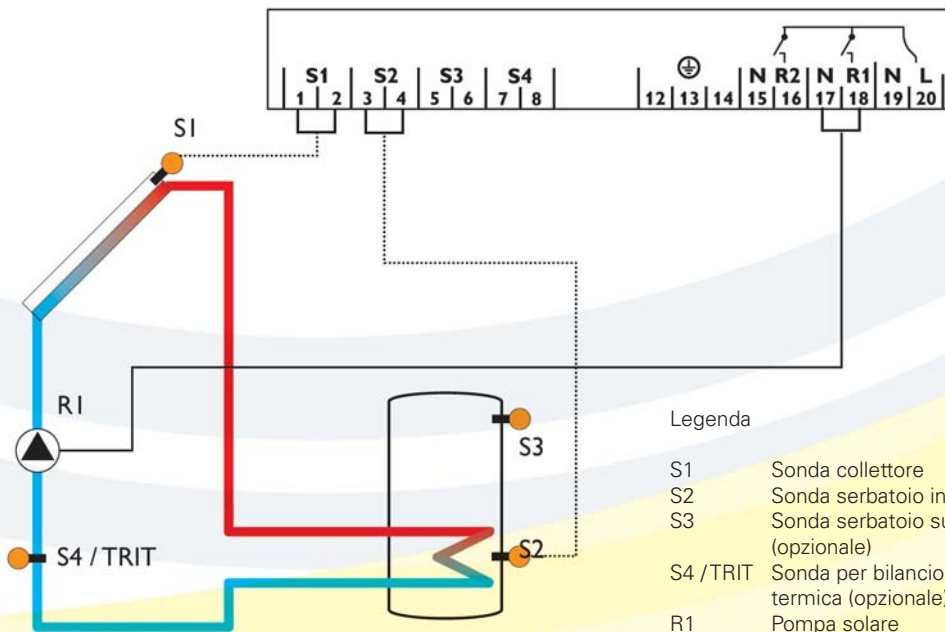 S1 S2 S3 S4 N R2 N R1 N L
1 2 3 4 5 6 7 8 12 13 14 15 16 17 18 19 20
S1
R1
S3
S2
S4 / TRIT
Legenda
S1 Sonda collettore
S2 Sonda serbatoio in
S3 Sonda serbatoio su
(opzionale)
S4 / TRIT Sonda per bilancio
termica (opzionale)
R1 Pompa solare